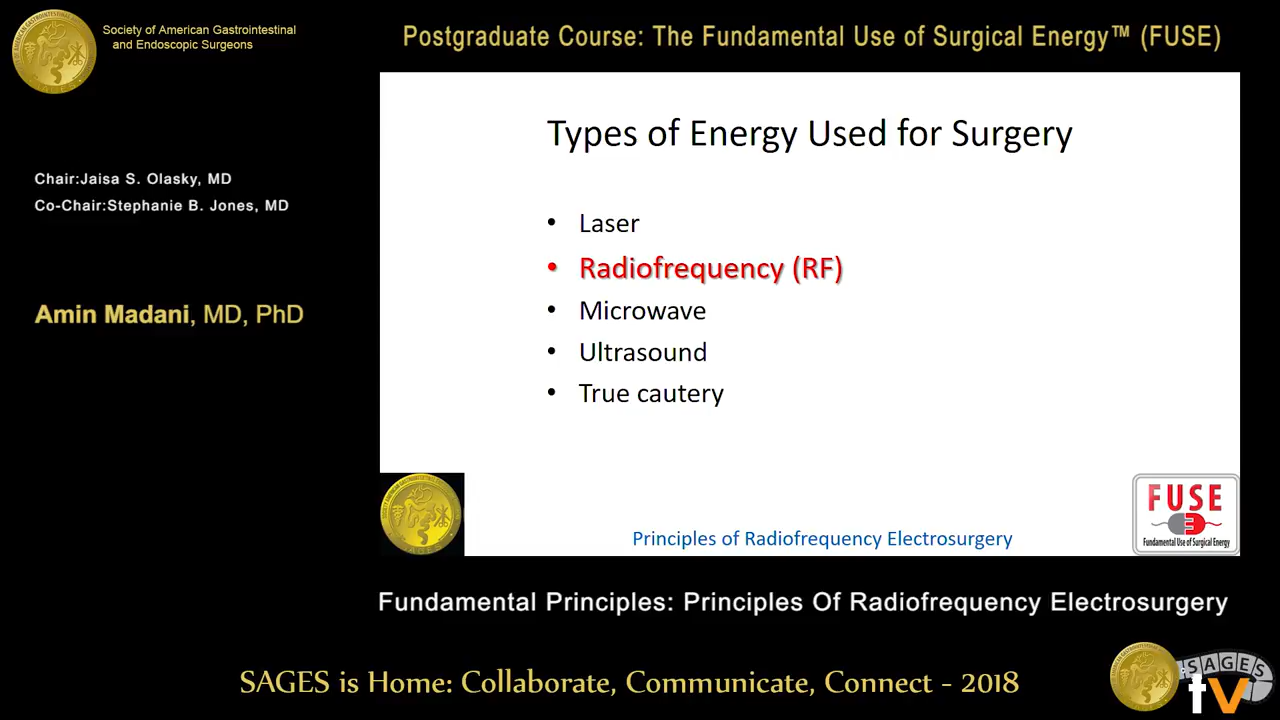 Society of American Gastrointestinal
and Endoscopic Surgeons
Postgraduate Course: The Fundamental Use of Surgical Energy™ (FUSE)
Chair:Jaisa S. Olasky, MD
Co-Chair:Stephanie B. Jones, MD
Amin Madani, MD, PhD
Types of Energy Used for Surgery
• Laser
• Radiofrequency (RF)
• Microwave
• Ultrasound
• True cautery
Principles of Radiofrequency Electrosurgery
FUSE
Fundamental Use of Surgical Energy
Fundamental Principles: Principles Of Radiofrequency Electrosurgery
SAGES is Home: Collaborate, Communicate, Connect - 2018
SAGES
tv